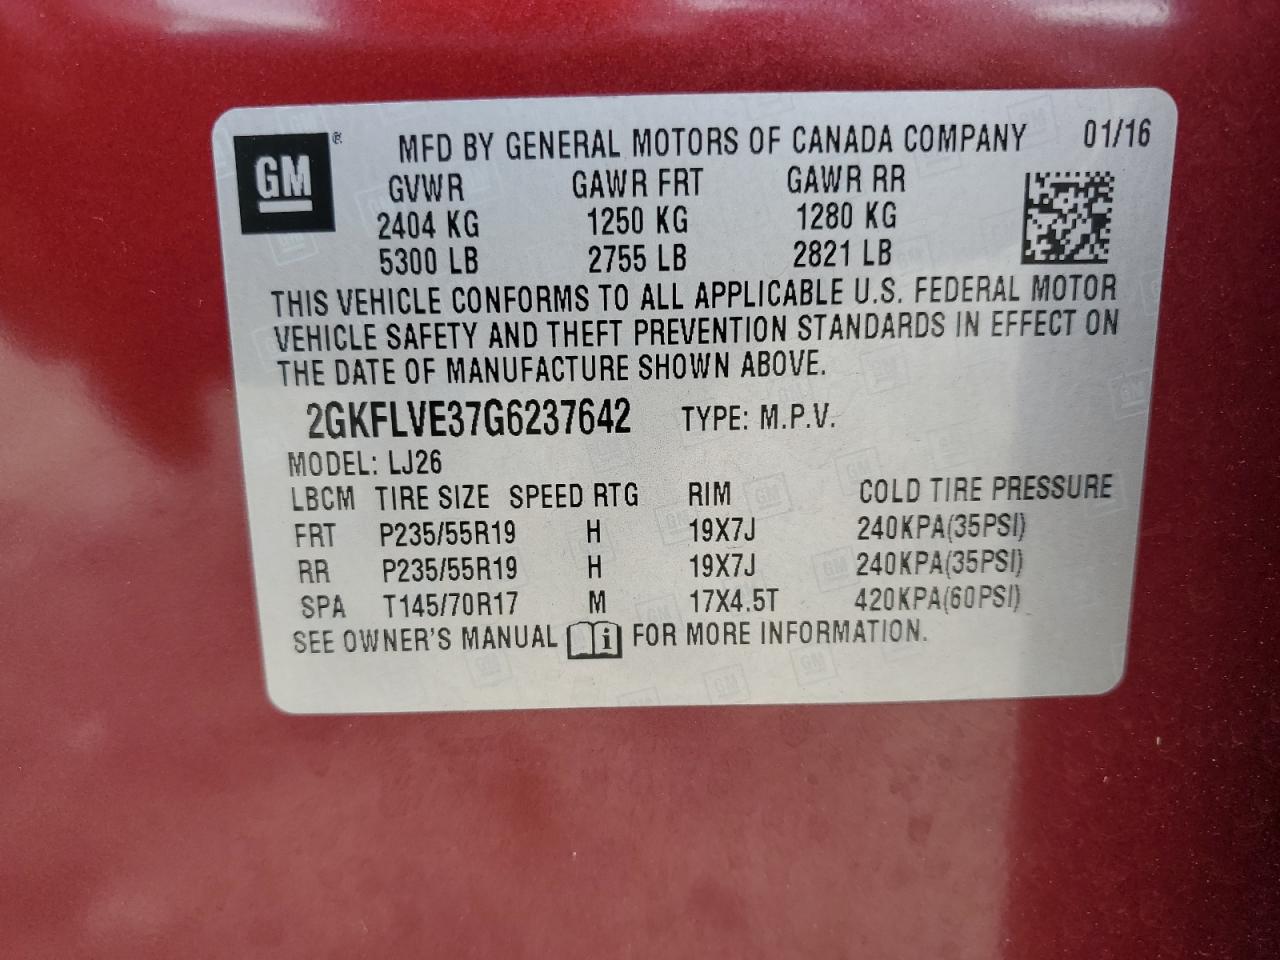 GM ® MFD BY GENERAL MOTORS OF CANADA COMPANY 01/16
GVWR GAWR FRT GAWR RR
2404 KG 1250 KG 1280 KG
5300 LB 2755 LB 2821 LB
THIS VEHICLE CONFORMS TO ALL APPLICABLE U.S. FEDERAL MOTOR
VEHICLE SAFETY AND THEFT PREVENTION STANDARDS IN EFFECT ON
THE DATE OF MANUFACTURE SHOWN ABOVE.
2GKFLVE37G6237642 TYPE: M.P.V.
MODEL: LJ26
LBCM TIRE SIZE SPEED RTG RIM COLD TIRE PRESSURE
FRT P235/55R19 H 19X7J 240KPA(35PSI)
RR P235/55R19 H 19X7J 240KPA(35PSI)
SPA T145/70R17 M 17X4.5T 420KPA(60PSI)
SEE OWNER'S MANUAL i FOR MORE INFORMATION.